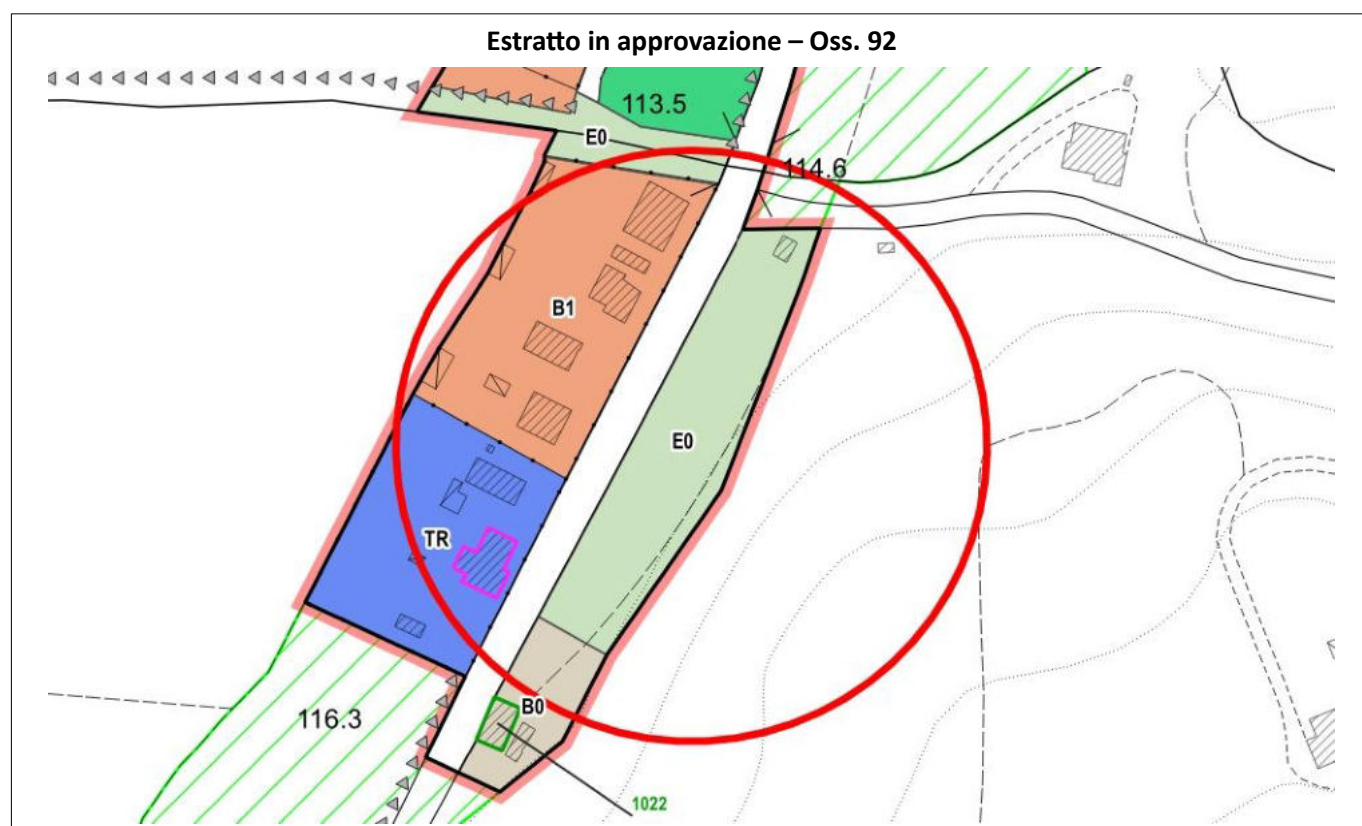 Estratto in approvazione – Oss. 92
113.5
E0
114.6
B1
E0
TR
B0
116.3
1022